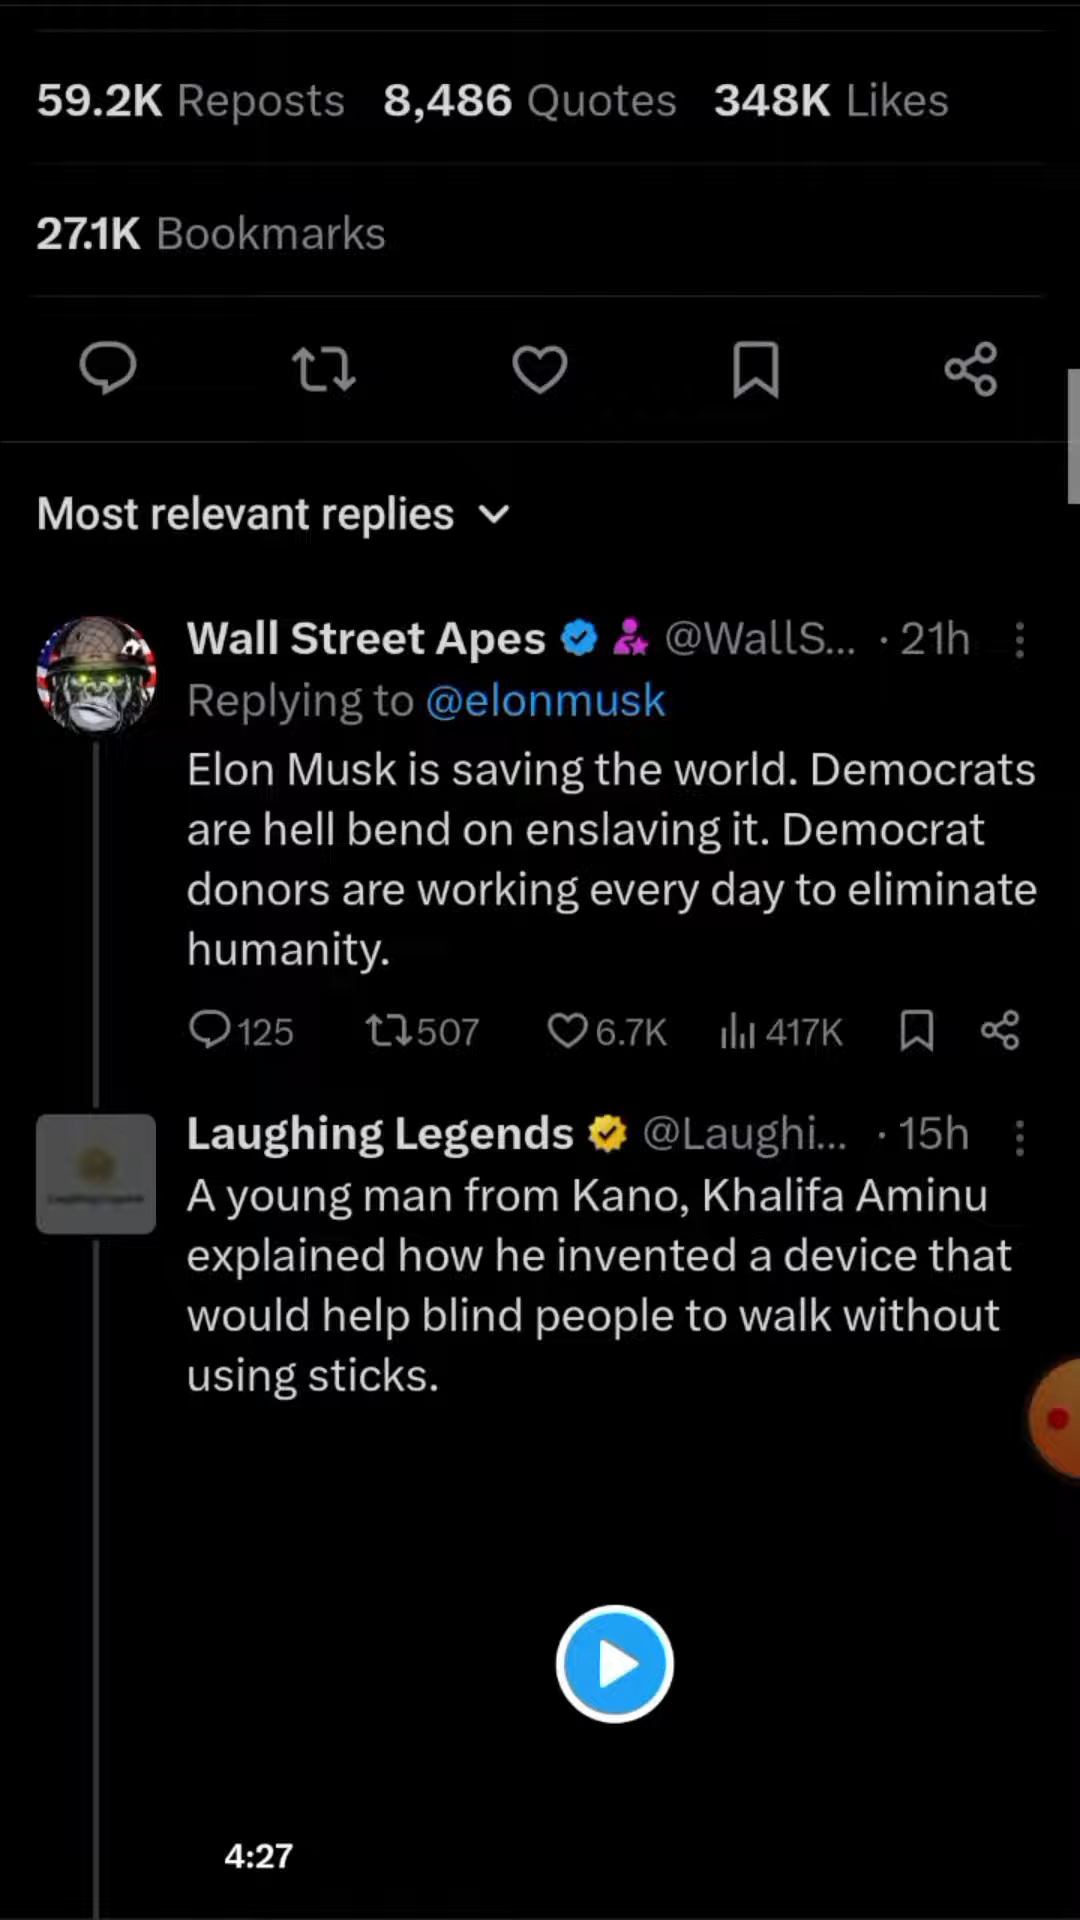 59.2K Reposts 8,486 Quotes 348K Likes
27.1K Bookmarks
Most relevant replies
Wall Street Apes @WallS... · 21h
Replying to @elonmusk
Elon Musk is saving the world. Democrats
are hell bend on enslaving it. Democrat
donors are working every day to eliminate
humanity.
125 507 6.7K 417K
Laughing Legends @Laughi... · 15h
A young man from Kano, Khalifa Aminu
explained how he invented a device that
would help blind people to walk without
using sticks.
4:27